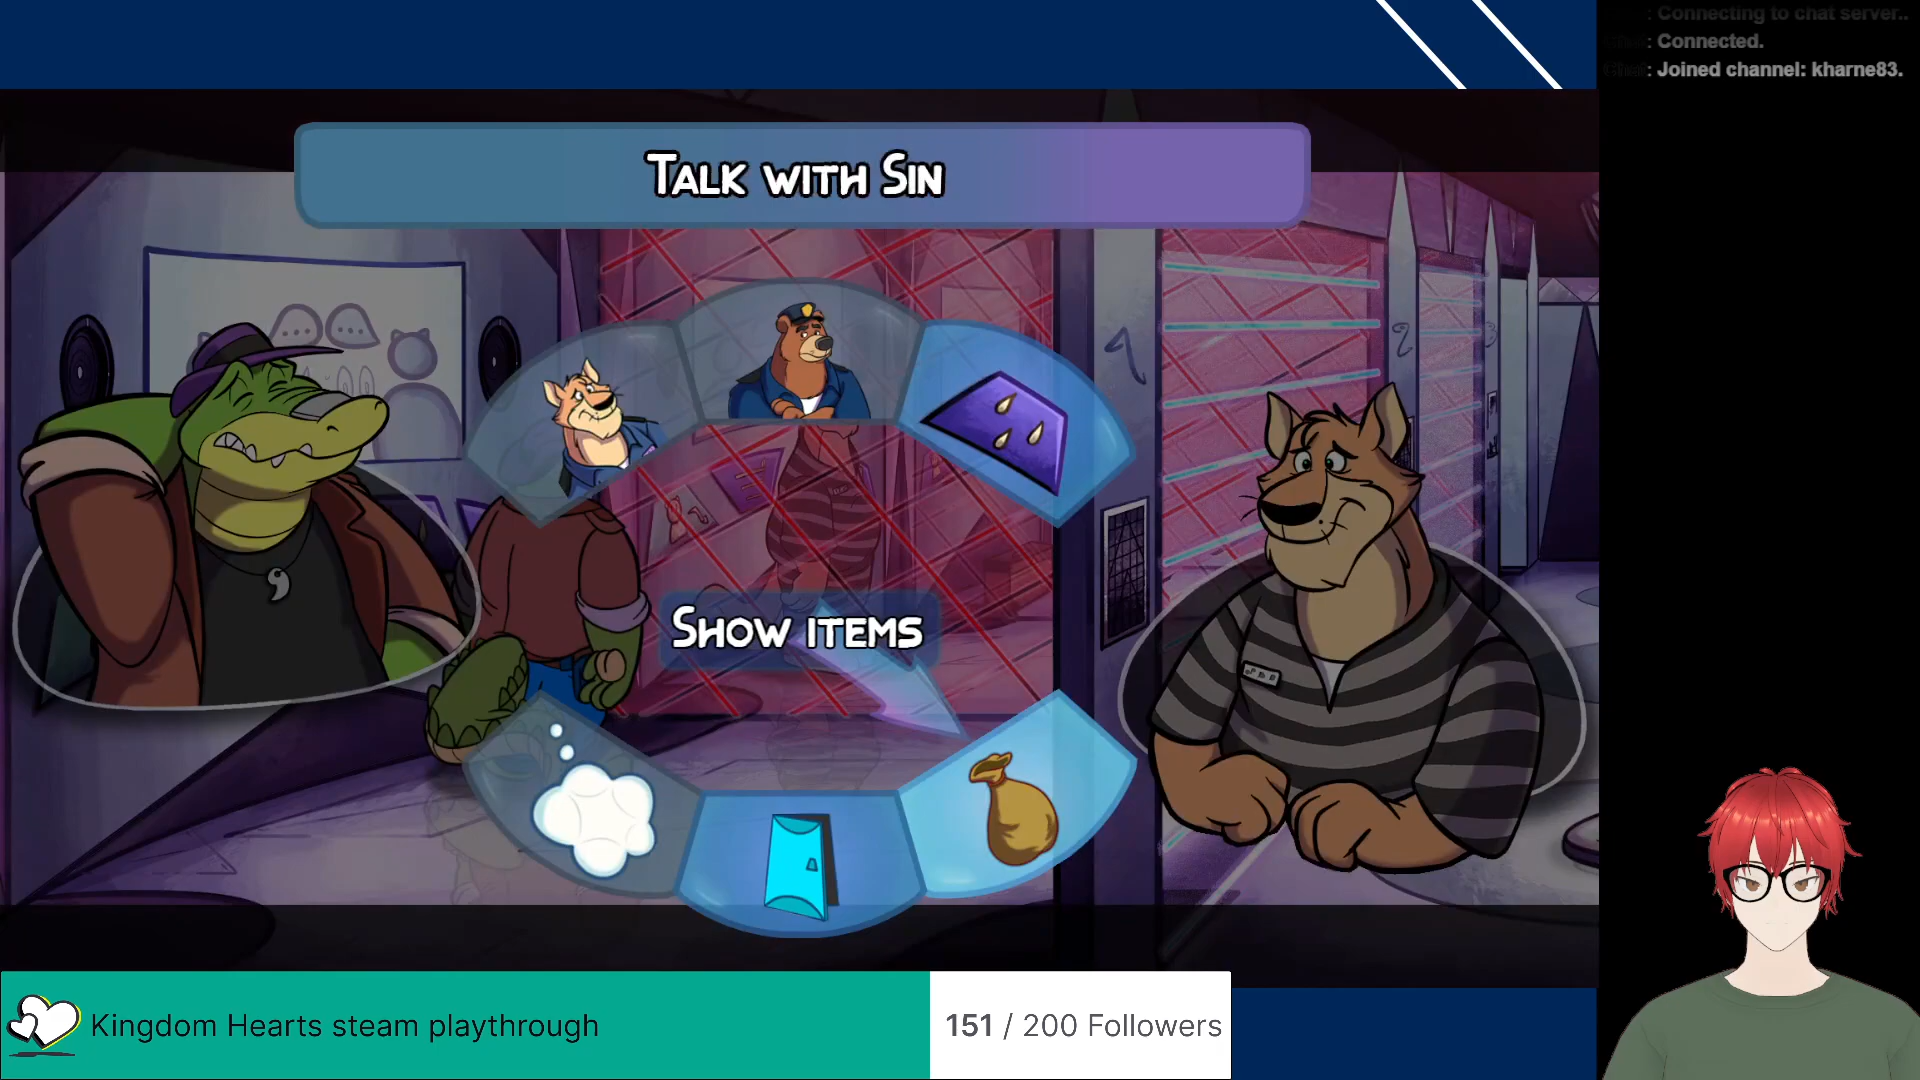 : Connecting to chat server..
: Connected.
: Joined channel: kharne83.
TALK WITH SIN
SHOW ITEMS
Kingdom Hearts steam playthrough
151 / 200 Followers